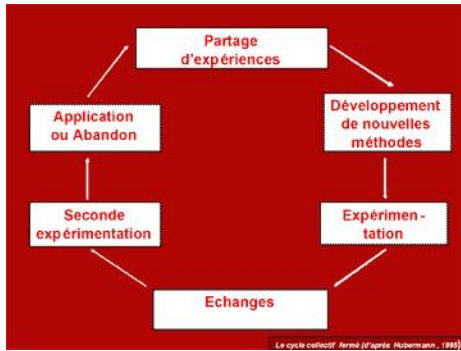 Partage
d'expériences
Développement
de nouvelles
méthodes
Expérimen -
tation
Echanges
Seconde
expérimentation
Application
ou Abandon
Le cycle collectif fermé (d'après Hubermann , 1995)